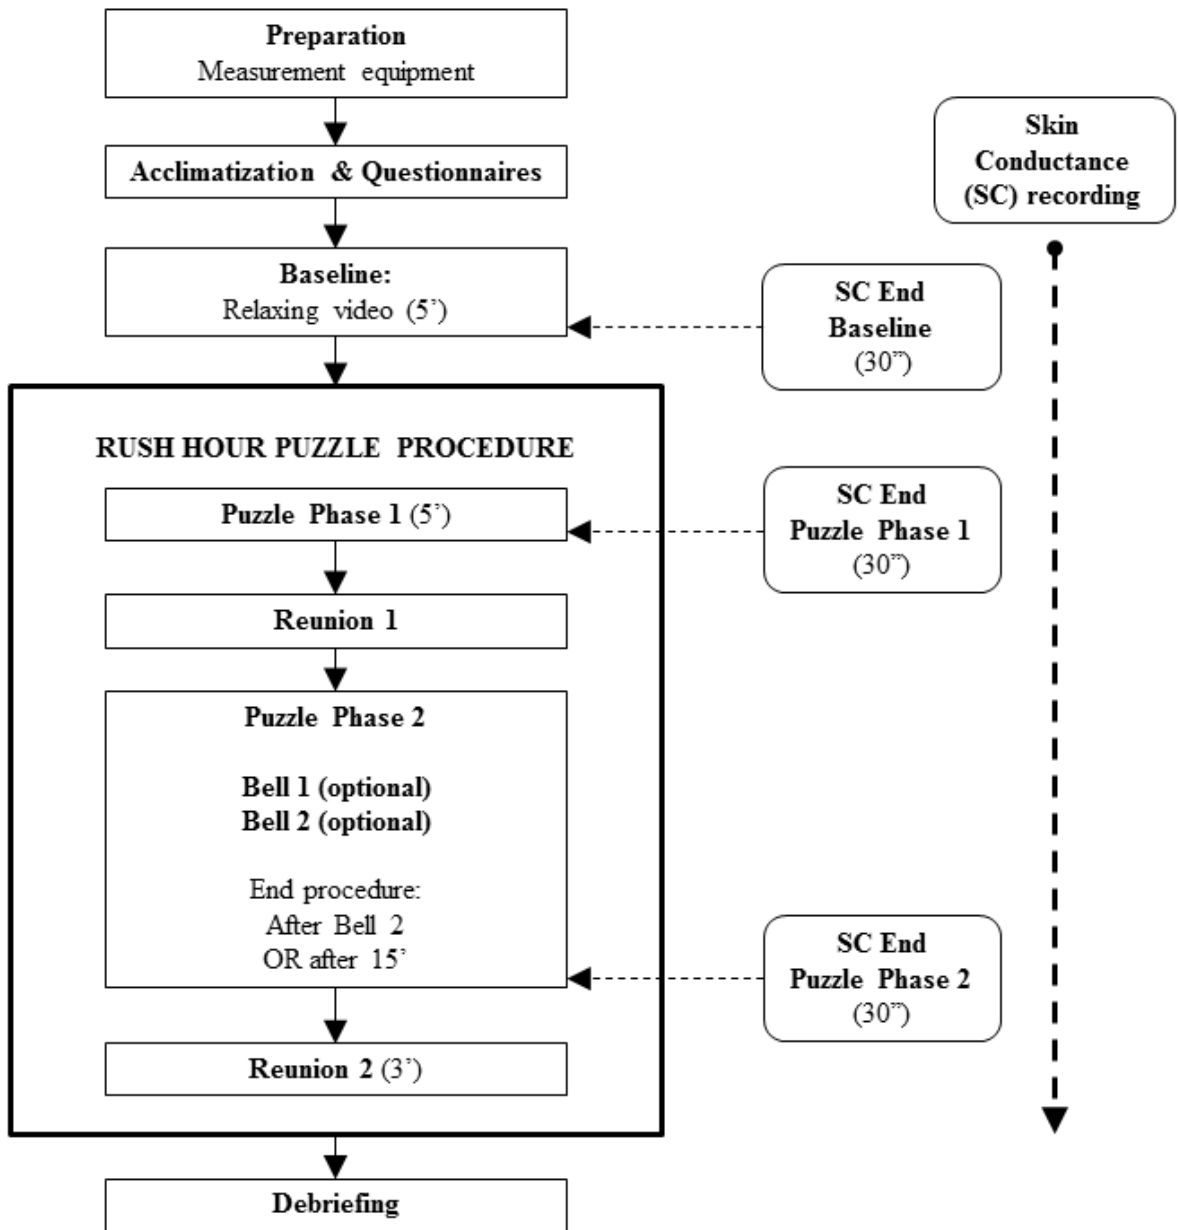 Preparation
Measurement equipment
Acclimatization & Questionnaires
Baseline:
Relaxing video (5’)
RUSH HOUR PUZZLE PROCEDURE
Puzzle Phase 1 (5’)
Reunion 1
Puzzle Phase 2
Bell 1 (optional)
Bell 2 (optional)
End procedure:
After Bell 2
OR after 15’
Reunion 2 (3’)
Debriefing
SC End
Baseline
(30”)
SC End
Puzzle Phase 1
(30”)
SC End
Puzzle Phase 2
(30”)
Skin
Conductance
(SC) recording